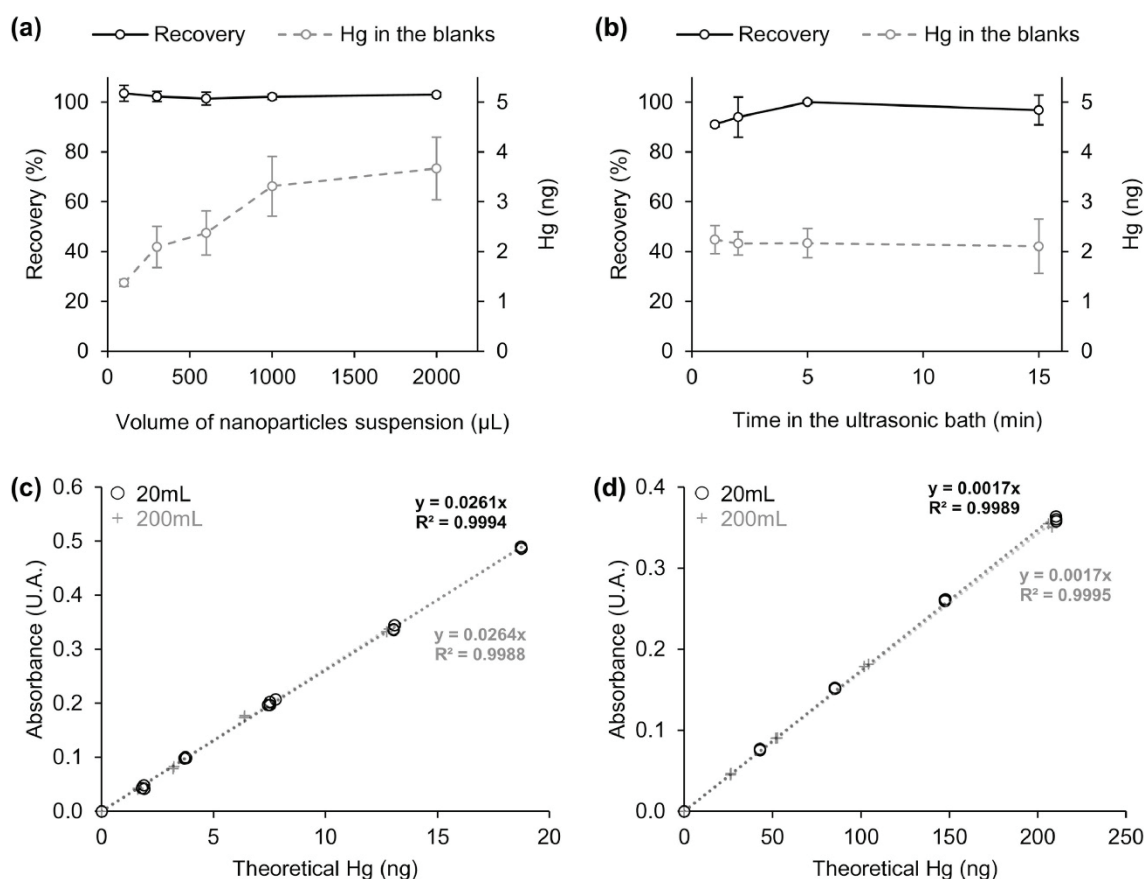 (a)
Recovery
Hg in the blanks
100
80
60
40
20
0
Recovery (%)
5
4
3
2
1
0
Hg (ng)
0
500
1000
1500
2000
Volume of nanoparticles suspension (µL)
(b)
Recovery
Hg in the blanks
100
80
60
40
20
0
Recovery (%)
5
4
3
2
1
0
Hg (ng)
0
5
10
15
Time in the ultrasonic bath (min)
(c)
20mL
200mL
y = 0.0261x
R² = 0.9994
y = 0.0264x
R² = 0.9988
0.6
0.5
0.4
0.3
0.2
0.1
0.0
Absorbance (U.A.)
0
5
10
15
20
Theoretical Hg (ng)
(d)
20mL
200mL
y = 0.0017x
R² = 0.9989
y = 0.0017x
R² = 0.9995
0.4
0.3
0.2
0.1
0.0
Absorbance (U.A.)
0
50
100
150
200
250
Theoretical Hg (ng)